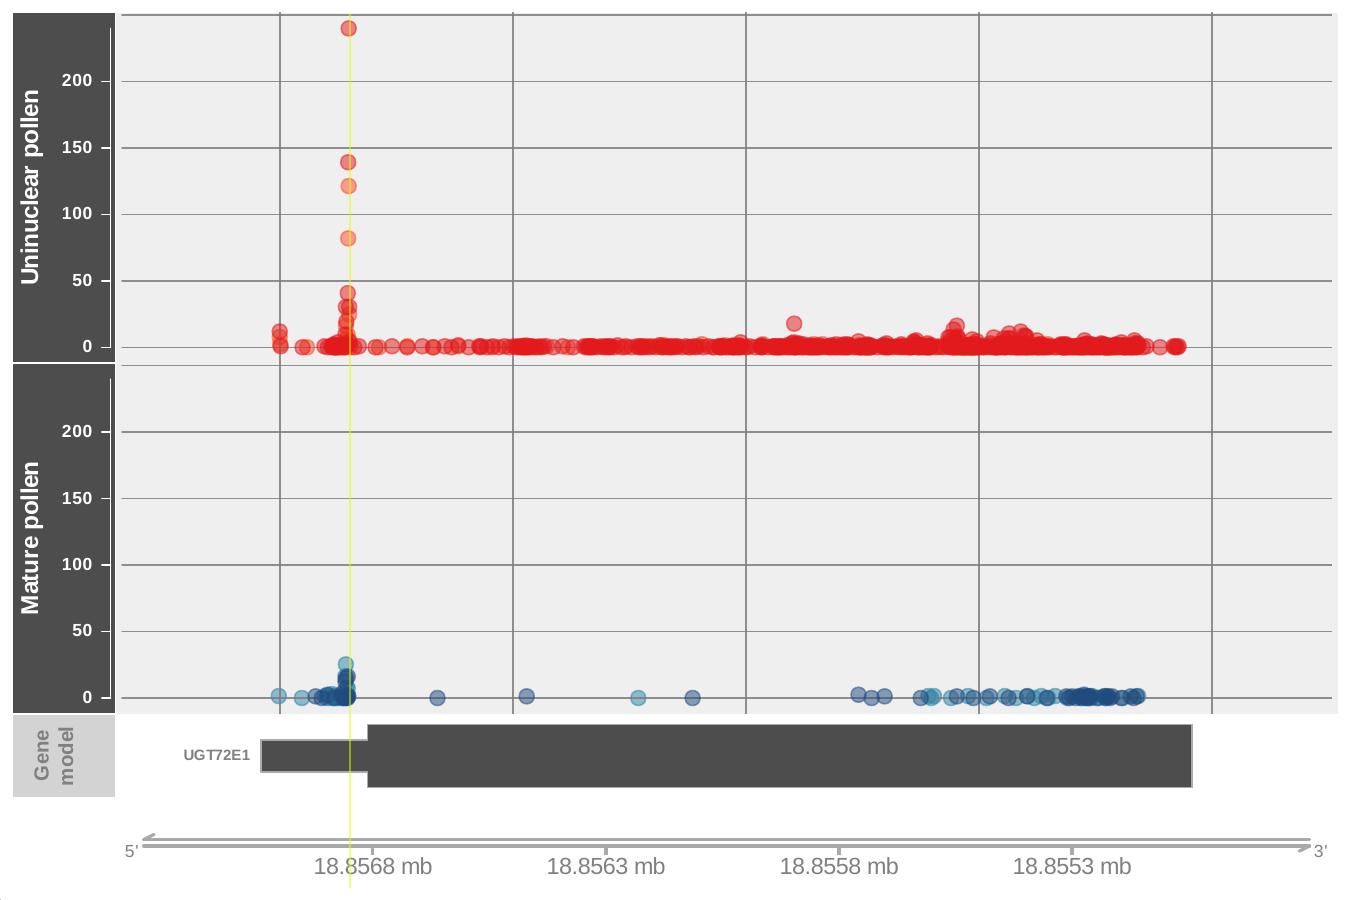 Uninuclear pollen
200
150
100
50
0
Mature pollen
200
150
100
50
0
Gene
model
UGT72E1
5'
3'
18.8568 mb
18.8563 mb
18.8558 mb
18.8553 mb